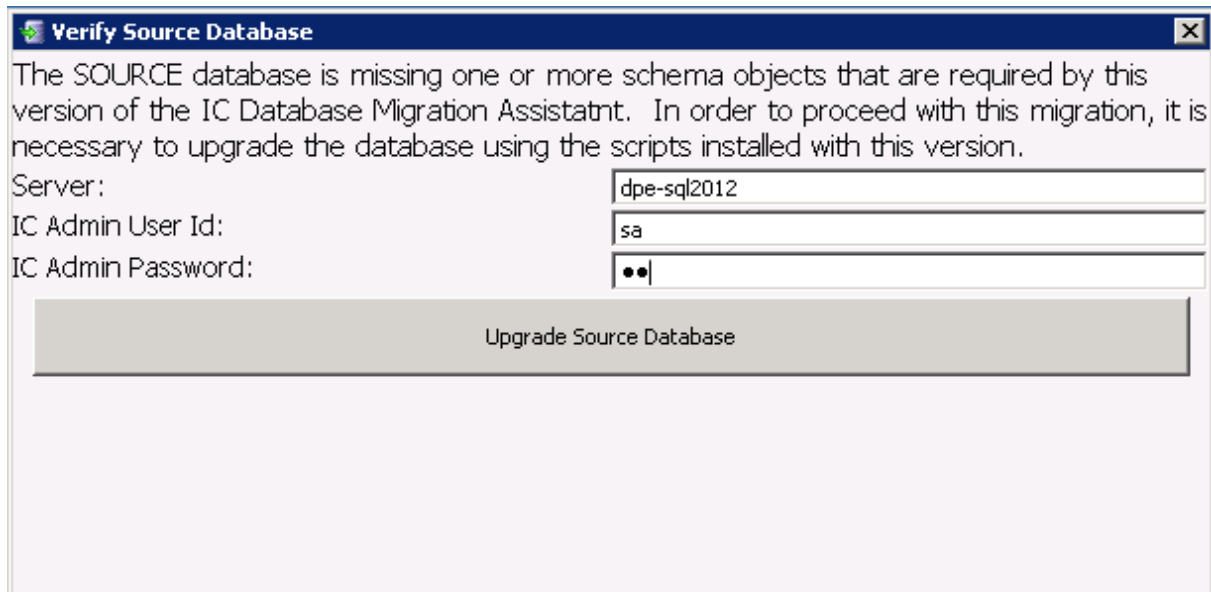 Verify Source Database
The SOURCE database is missing one or more schema objects that are required by this
version of the IC Database Migration Assistatnt.  In order to proceed with this migration, it is
necessary to upgrade the database using the scripts installed with this version.
Server: dpe-sql2012
IC Admin User Id: sa
IC Admin Password: ●●
Upgrade Source Database